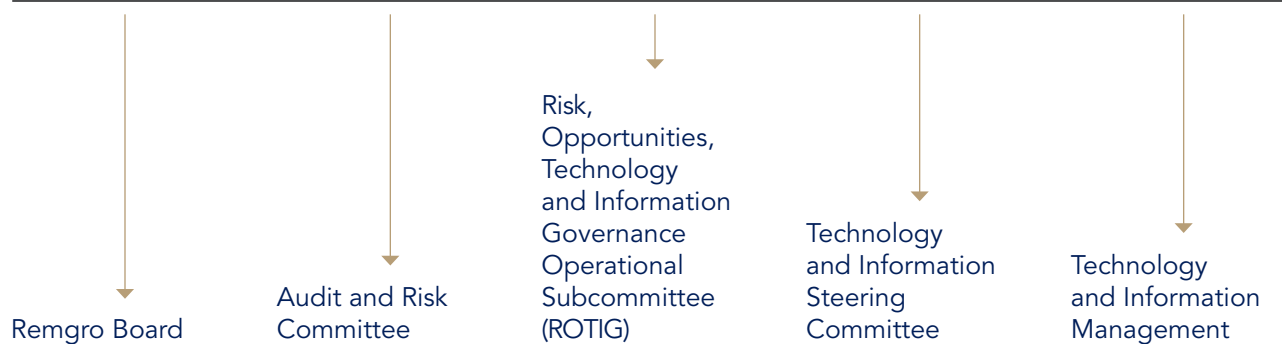 Remgro Board
Audit and Risk
Committee
Risk,
Opportunities,
Technology
and Information
Governance
Operational
Subcommittee
(ROTIG)
Technology
and Information
Steering
Committee
Technology
and Information
Management